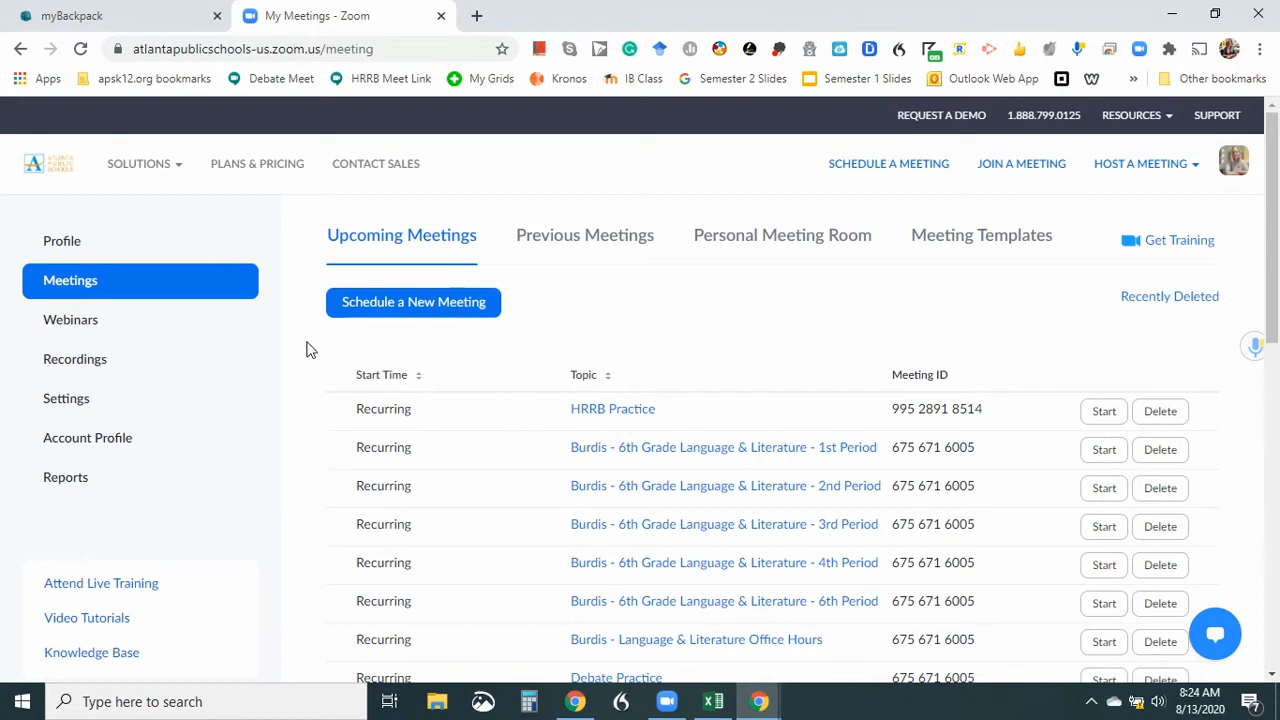 myBackpack
My Meetings - Zoom
atlantapublicschools-us.zoom.us/meeting
on
Apps
apsk12.org bookmarks
Debate Meet
HRRB Meet Link
My Grids
Kronos
IB Class
Semester 2 Slides
Semester 1 Slides
Outlook Web App
Other bookmarks
REQUEST A DEMO 1.888.799.0125 RESOURCES SUPPORT
ATLANTA PUBLIC SCHOOLS
SOLUTIONS PLANS & PRICING CONTACT SALES SCHEDULE A MEETING JOIN A MEETING HOST A MEETING
Profile
Meetings
Webinars
Recordings
Settings
Account Profile
Reports
Attend Live Training
Video Tutorials
Knowledge Base
Upcoming Meetings Previous Meetings Personal Meeting Room Meeting Templates Get Training
Schedule a New Meeting Recently Deleted
Start Time Topic Meeting ID
Recurring HRRB Practice 995 2891 8514 Start Delete
Recurring Burdis - 6th Grade Language & Literature - 1st Period 675 671 6005 Start Delete
Recurring Burdis - 6th Grade Language & Literature - 2nd Period 675 671 6005 Start Delete
Recurring Burdis - 6th Grade Language & Literature - 3rd Period 675 671 6005 Start Delete
Recurring Burdis - 6th Grade Language & Literature - 4th Period 675 671 6005 Start Delete
Recurring Burdis - 6th Grade Language & Literature - 6th Period 675 671 6005 Start Delete
Recurring Burdis - Language & Literature Office Hours 675 671 6005 Start Delete
Recurring Debate Practice 675 671 6005 Start Delete
Type here to search
8:24 AM
8/13/2020
7